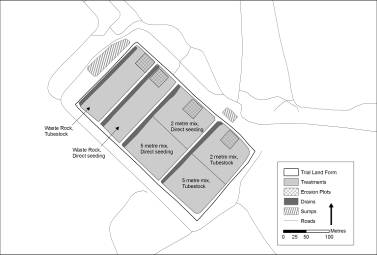 2 metre mix,
Direct seeding
Waste Rock,
Tubestock
Waste Rock,
Direct seeding
5 metre mix,
Direct seeding
2 metre mix,
Tubestock
5 metre mix,
Tubestock
Trial Land Form
Treatments
Erosion Plots
Drains
Sumps
Roads
Metres
0 25 50 100